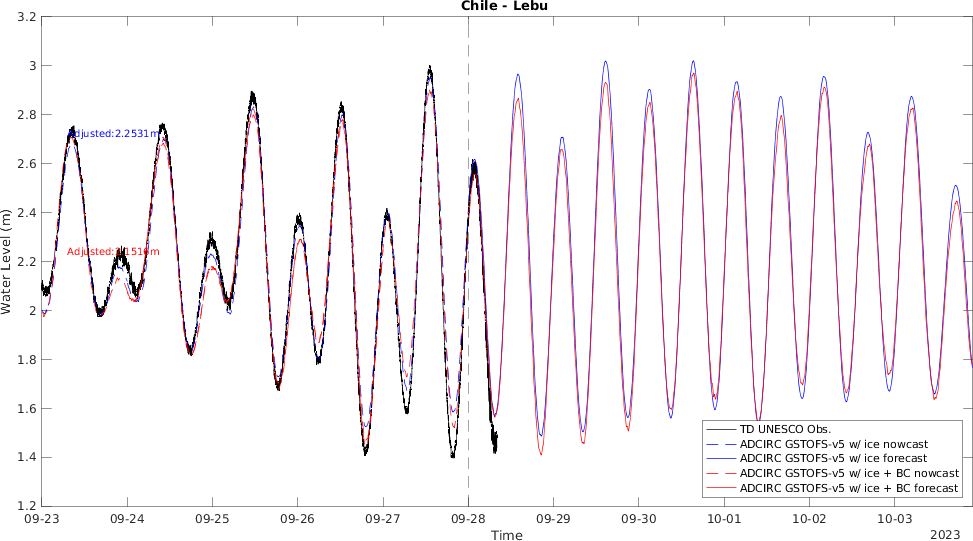 Chile - Lebu
3.2
3
2.8
2.6
2.4
2.2
2
1.8
1.6
1.4
1.2
Water Level (m)
Adjusted:2.2531m
TD UNESCO Obs.
ADCIRC GSTOFS-v5 w/ ice nowcast
ADCIRC GSTOFS-v5 w/ ice forecast
ADCIRC GSTOFS-v5 w/ ice + BC nowcast
ADCIRC GSTOFS-v5 w/ ice + BC forecast
09-23
09-24
09-25
09-26
09-27
09-28
09-29
09-30
10-01
10-02
10-03
Time
2023